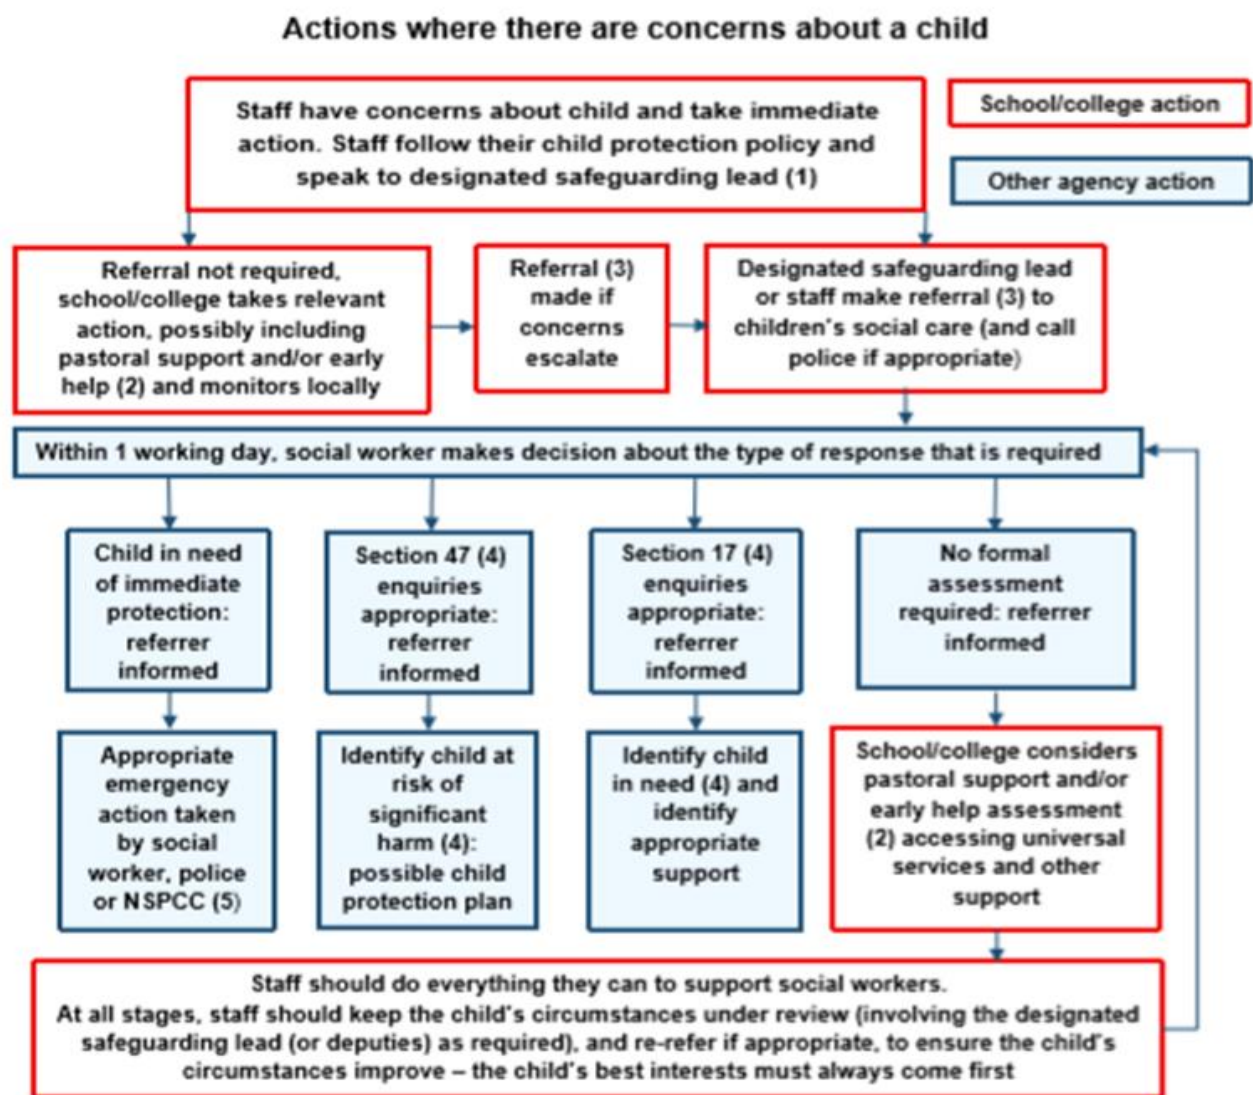 Actions where there are concerns about a child
Staff have concerns about child and take immediate
action. Staff follow their child protection policy and
speak to designated safeguarding lead (1)
School/college action
Other agency action
Referral not required,
school/college takes relevant
action, possibly including
pastoral support and/or early
help (2) and monitors locally
Referral (3)
made if
concerns
escalate
Designated safeguarding lead
or staff make referral (3) to
children's social care (and call
police if appropriate)
Within 1 working day, social worker makes decision about the type of response that is required
Child in need
of immediate
protection:
referrer
informed
Section 47 (4)
enquiries
appropriate:
referrer
informed
Section 17 (4)
enquiries
appropriate:
referrer
informed
No formal
assessment
required: referrer
informed
Appropriate
emergency
action taken
by social
worker, police
or NSPCC (5)
Identify child at
risk of
significant
harm (4):
possible child
protection plan
Identify child
in need (4) and
identify
appropriate
support
School/college considers
pastoral support and/or
early help assessment
(2) accessing universal
services and other
support
Staff should do everything they can to support social workers.
At all stages, staff should keep the child's circumstances under review (involving the designated
safeguarding lead (or deputies) as required), and re-refer if appropriate, to ensure the child's
circumstances improve – the child's best interests must always come first